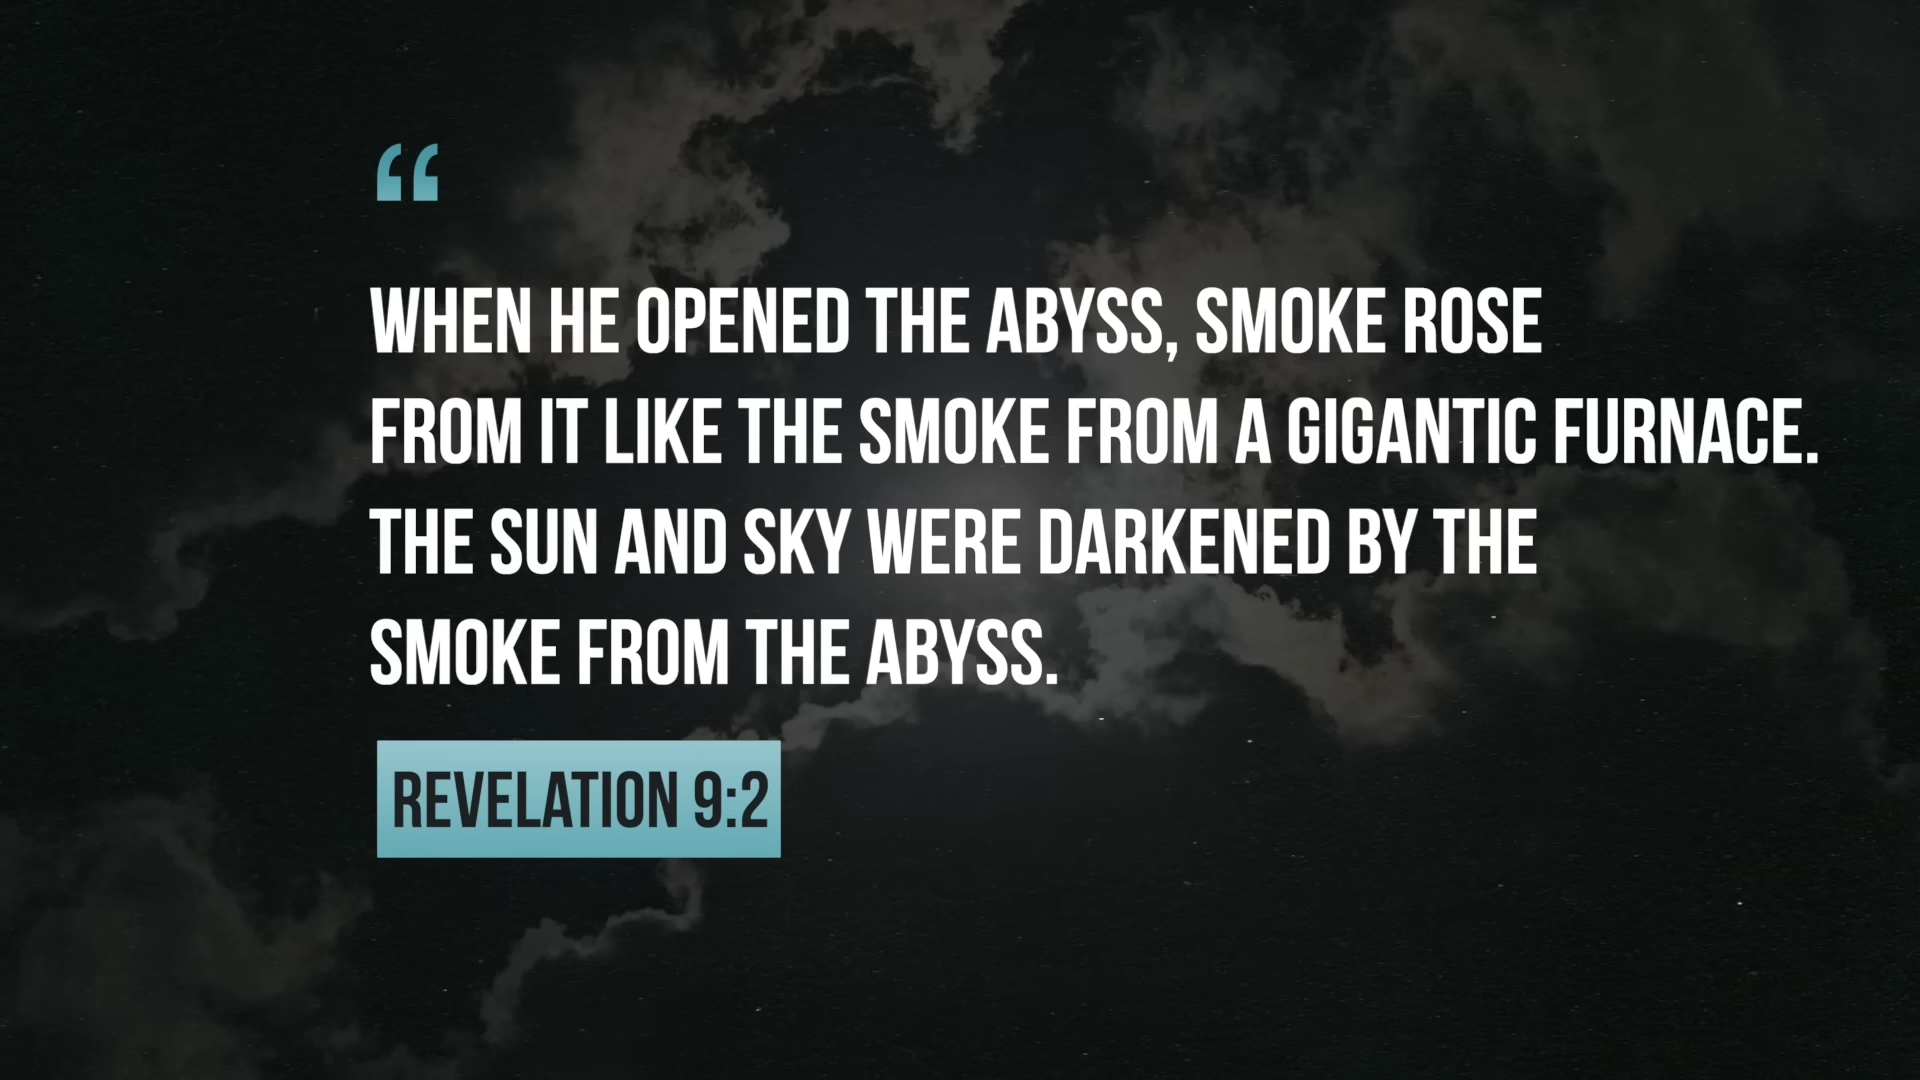 “
WHEN HE OPENED THE ABYSS, SMOKE ROSE
FROM IT LIKE THE SMOKE FROM A GIGANTIC FURNACE.
THE SUN AND SKY WERE DARKENED BY THE
SMOKE FROM THE ABYSS.
REVELATION 9:2